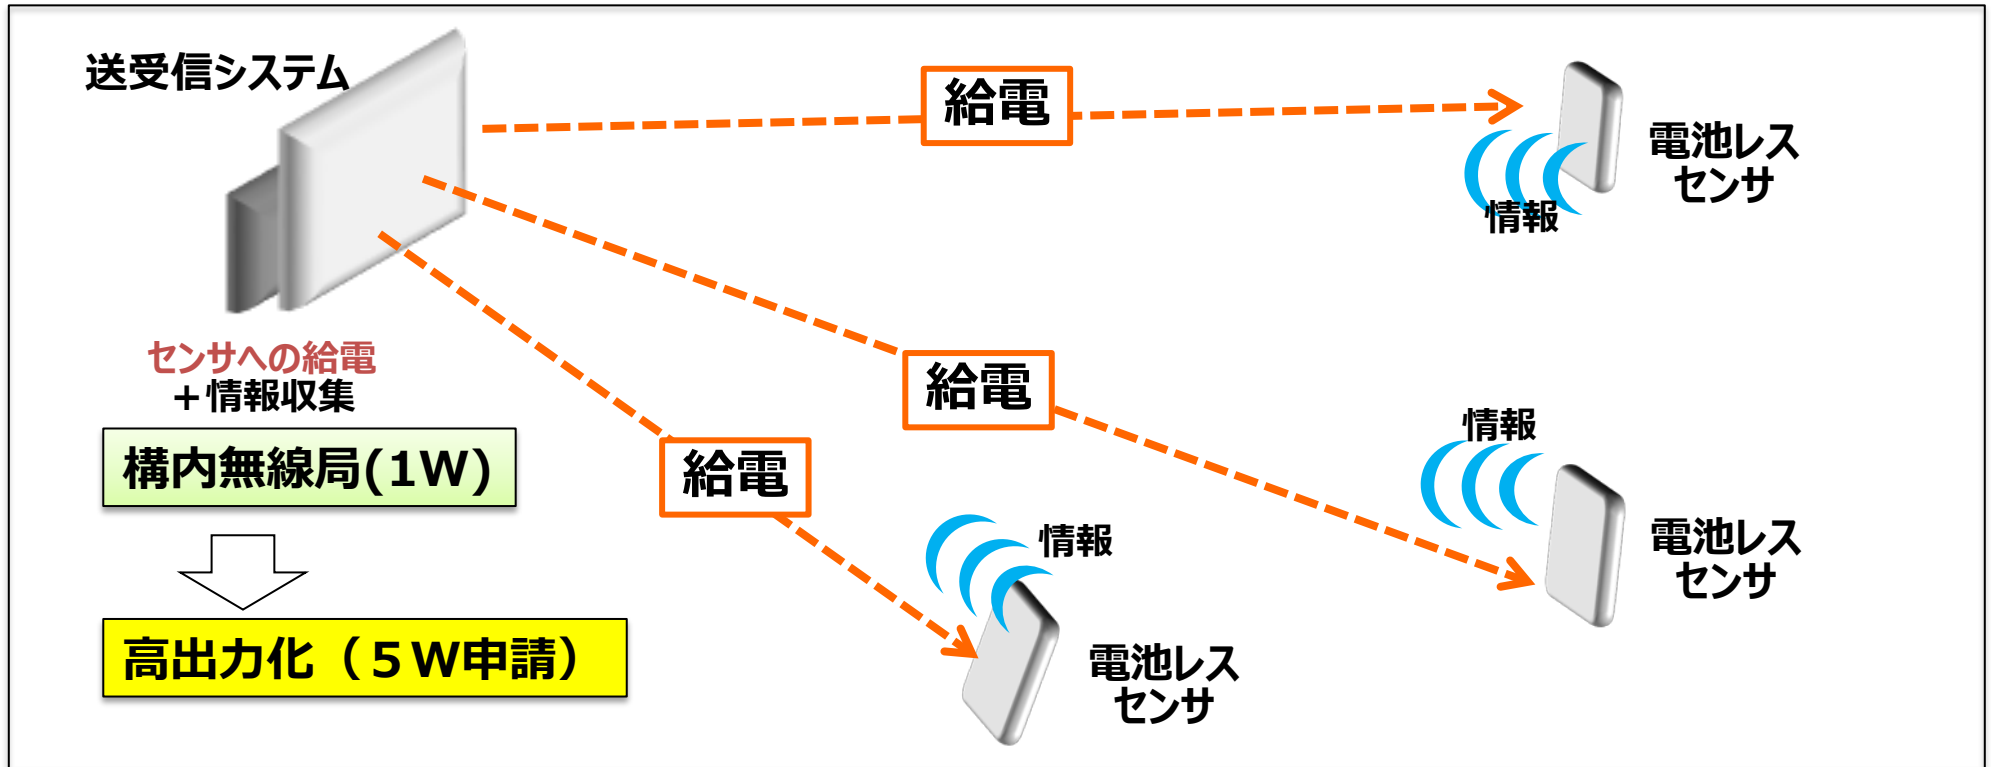 送受信システム
給電
電池レス
センサ
情報
センサへの給電
＋情報収集
構内無線局(1W)
高出力化（５W申請）
給電
給電
情報
電池レス
センサ
情報
電池レス
センサ